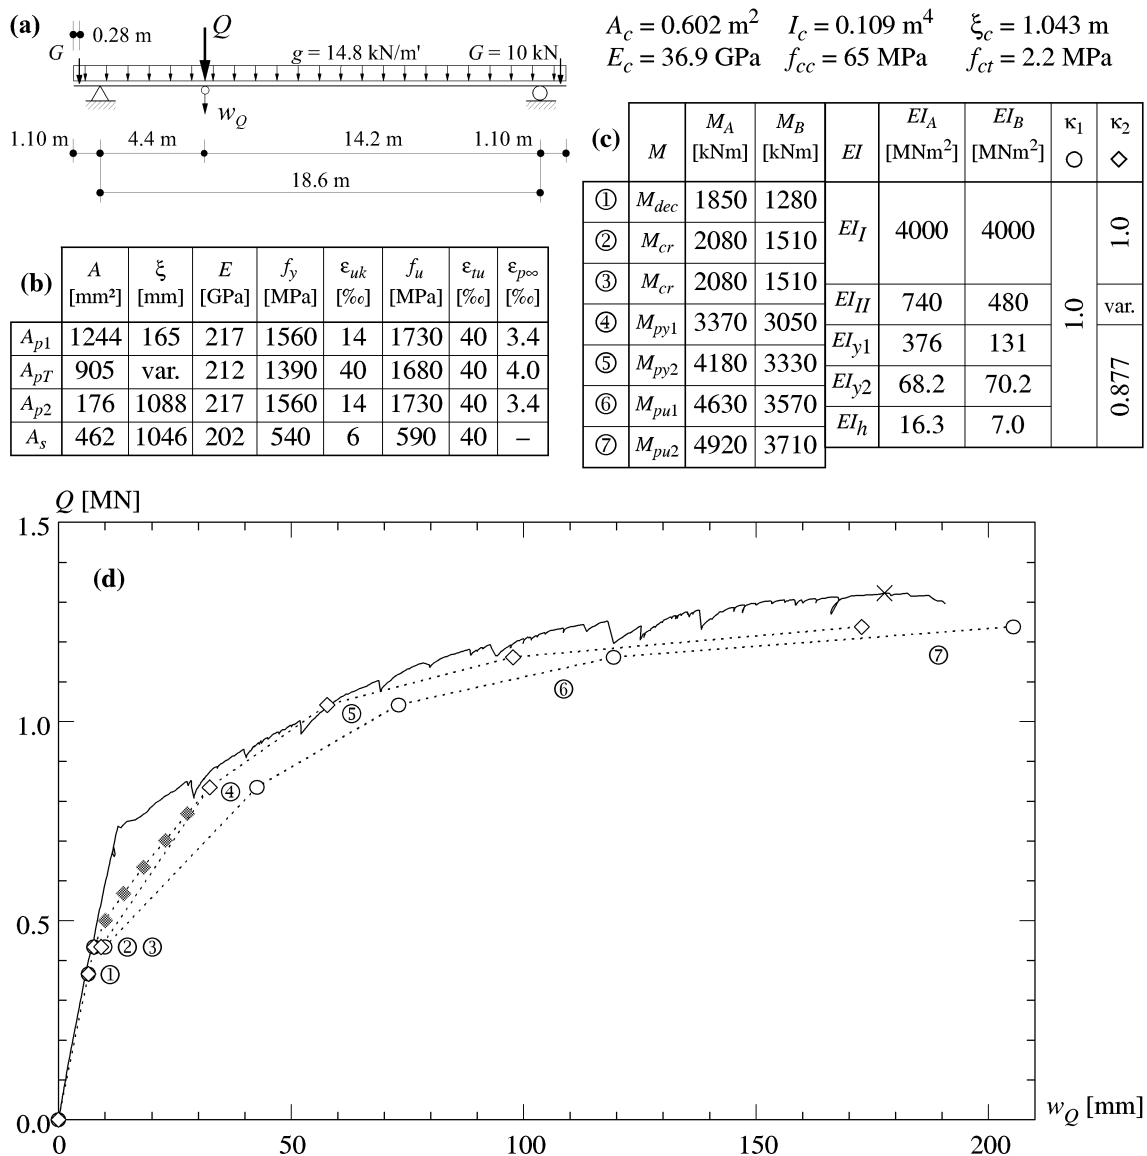 (a)
0.28 m
Q
G
g = 14.8 kN/m'
G = 10 kN
w_Q
1.10 m
4.4 m
14.2 m
1.10 m
18.6 m
A_c = 0.602 m² I_c = 0.109 m⁴ ξ_c = 1.043 m
E_c = 36.9 GPa f_cc = 65 MPa f_ct = 2.2 MPa
(b) A [mm²] ξ [mm] E [GPa] f_y [MPa] ε_uk [‰] f_u [MPa] ε_tu [‰] ε_p∞ [‰]
A_p1 1244 165 217 1560 14 1730 40 3.4
A_pT 905 var. 212 1390 40 1680 40 4.0
A_p2 176 1088 217 1560 14 1730 40 3.4
A_s 462 1046 202 540 6 590 40 –
(c) M M_A [kNm] M_B [kNm] EI EI_A [MNm²] EI_B [MNm²] κ₁ κ₂
① M_dec 1850 1280
② M_cr 2080 1510
③ M_cr 2080 1510
④ M_py1 3370 3050
⑤ M_py2 4180 3330
⑥ M_pu1 4630 3570
⑦ M_pu2 4920 3710
EI_I 4000 4000
EI_II 740 480
EI_y1 376 131
EI_y2 68.2 70.2
EI_h 16.3 7.0
1.0
1.0
var.
0.877
Q [MN]
(d)
1.5
1.0
0.5
0.0
⑦
⑥
⑤
④
② ③
①
0 50 100 150 200
w_Q [mm]